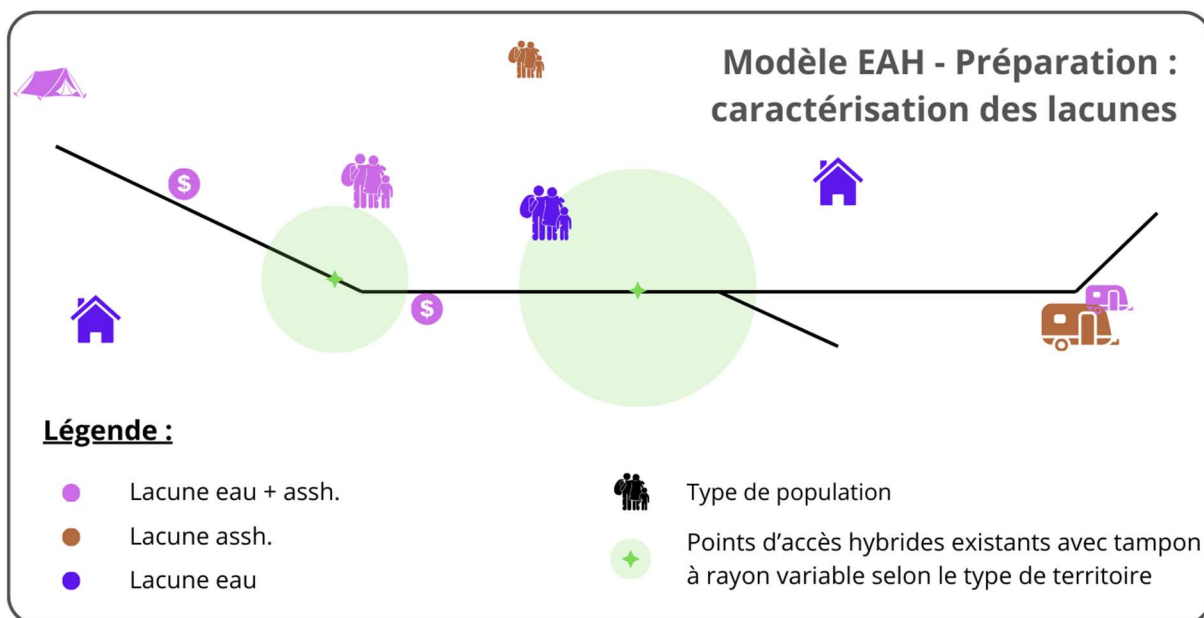 Modèle EAH - Préparation :
caractérisation des lacunes
$
$
Légende :
Lacune eau + assh.
Lacune assh.
Lacune eau
Type de population
Points d'accès hybrides existants avec tampon
à rayon variable selon le type de territoire